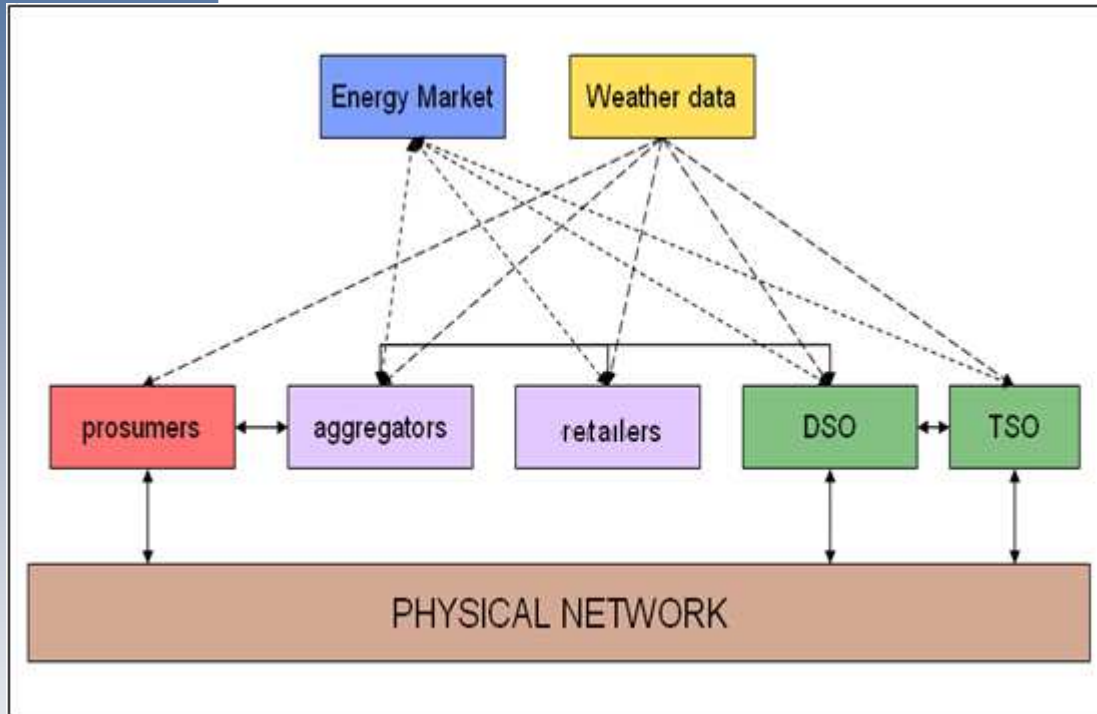 Energy Market
Weather data
prosumers
aggregators
retailers
DSO
TSO
PHYSICAL NETWORK